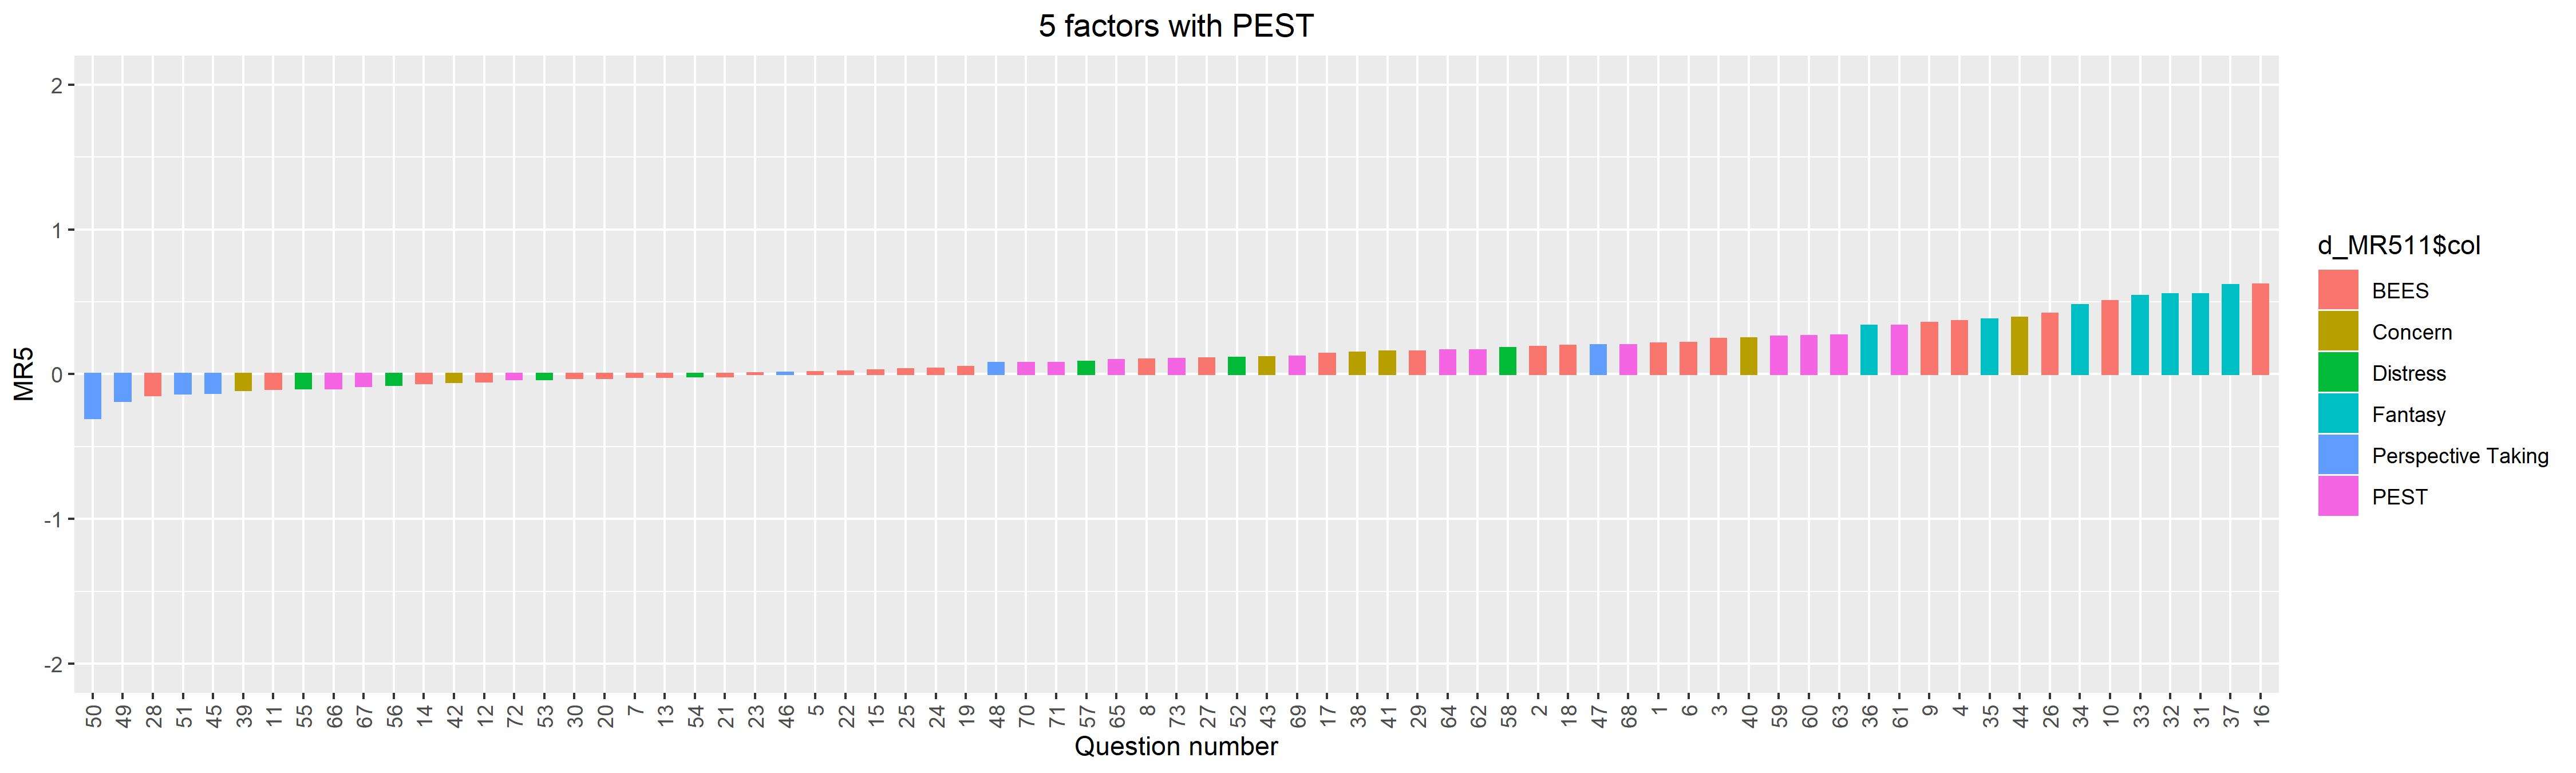 5 factors with PEST
MR5
2
1
0
-1
-2
50 49 28 51 45 39 11 55 66 67 56 14 42 12 72 53 30 20 7 13 54 21 23 46 5 22 15 25 24 19 48 70 71 57 65 8 73 27 52 43 69 17 38 41 29 64 62 58 2 18 47 68 1 6 3 40 59 60 63 36 61 9 4 35 44 26 34 10 33 32 31 37 16
Question number
d_MR511$col
BEES
Concern
Distress
Fantasy
Perspective Taking
PEST